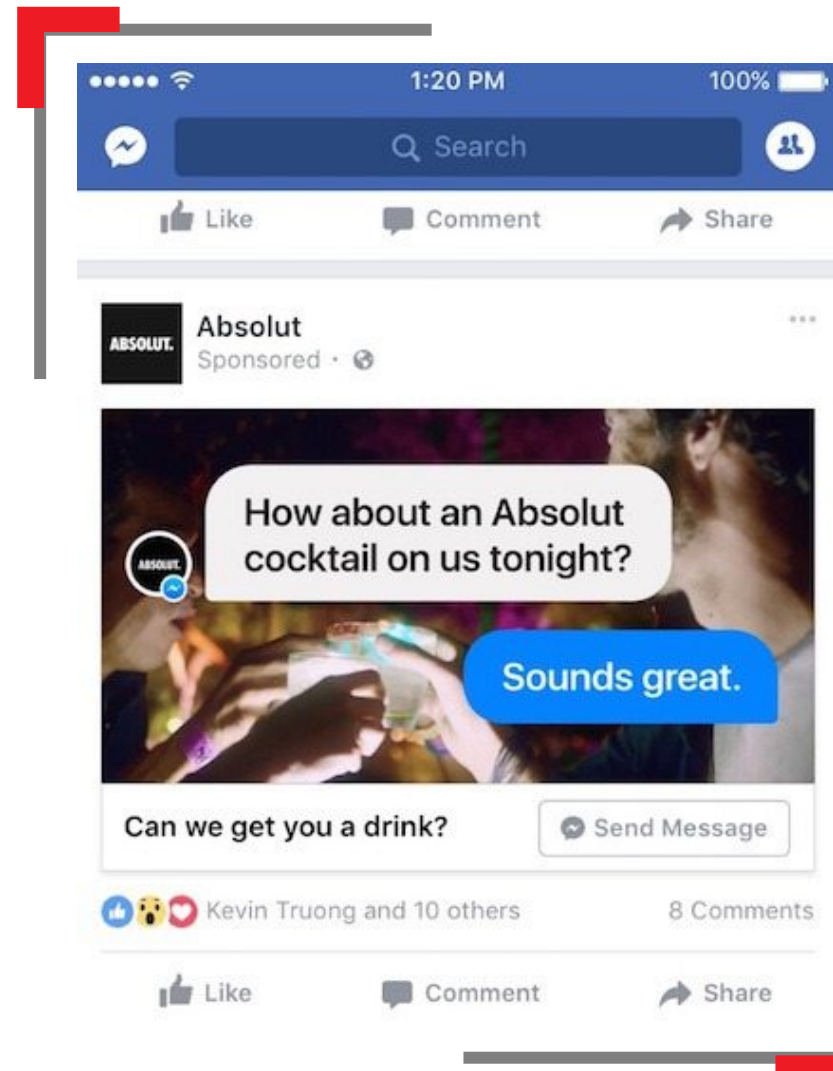 1:20 PM 100%
Search
Like Comment Share
Absolut
ABSOLUT.
Sponsored ·
How about an Absolut
cocktail on us tonight?
ABSOLUT.
Sounds great.
Can we get you a drink? Send Message
Kevin Truong and 10 others 8 Comments
Like Comment Share